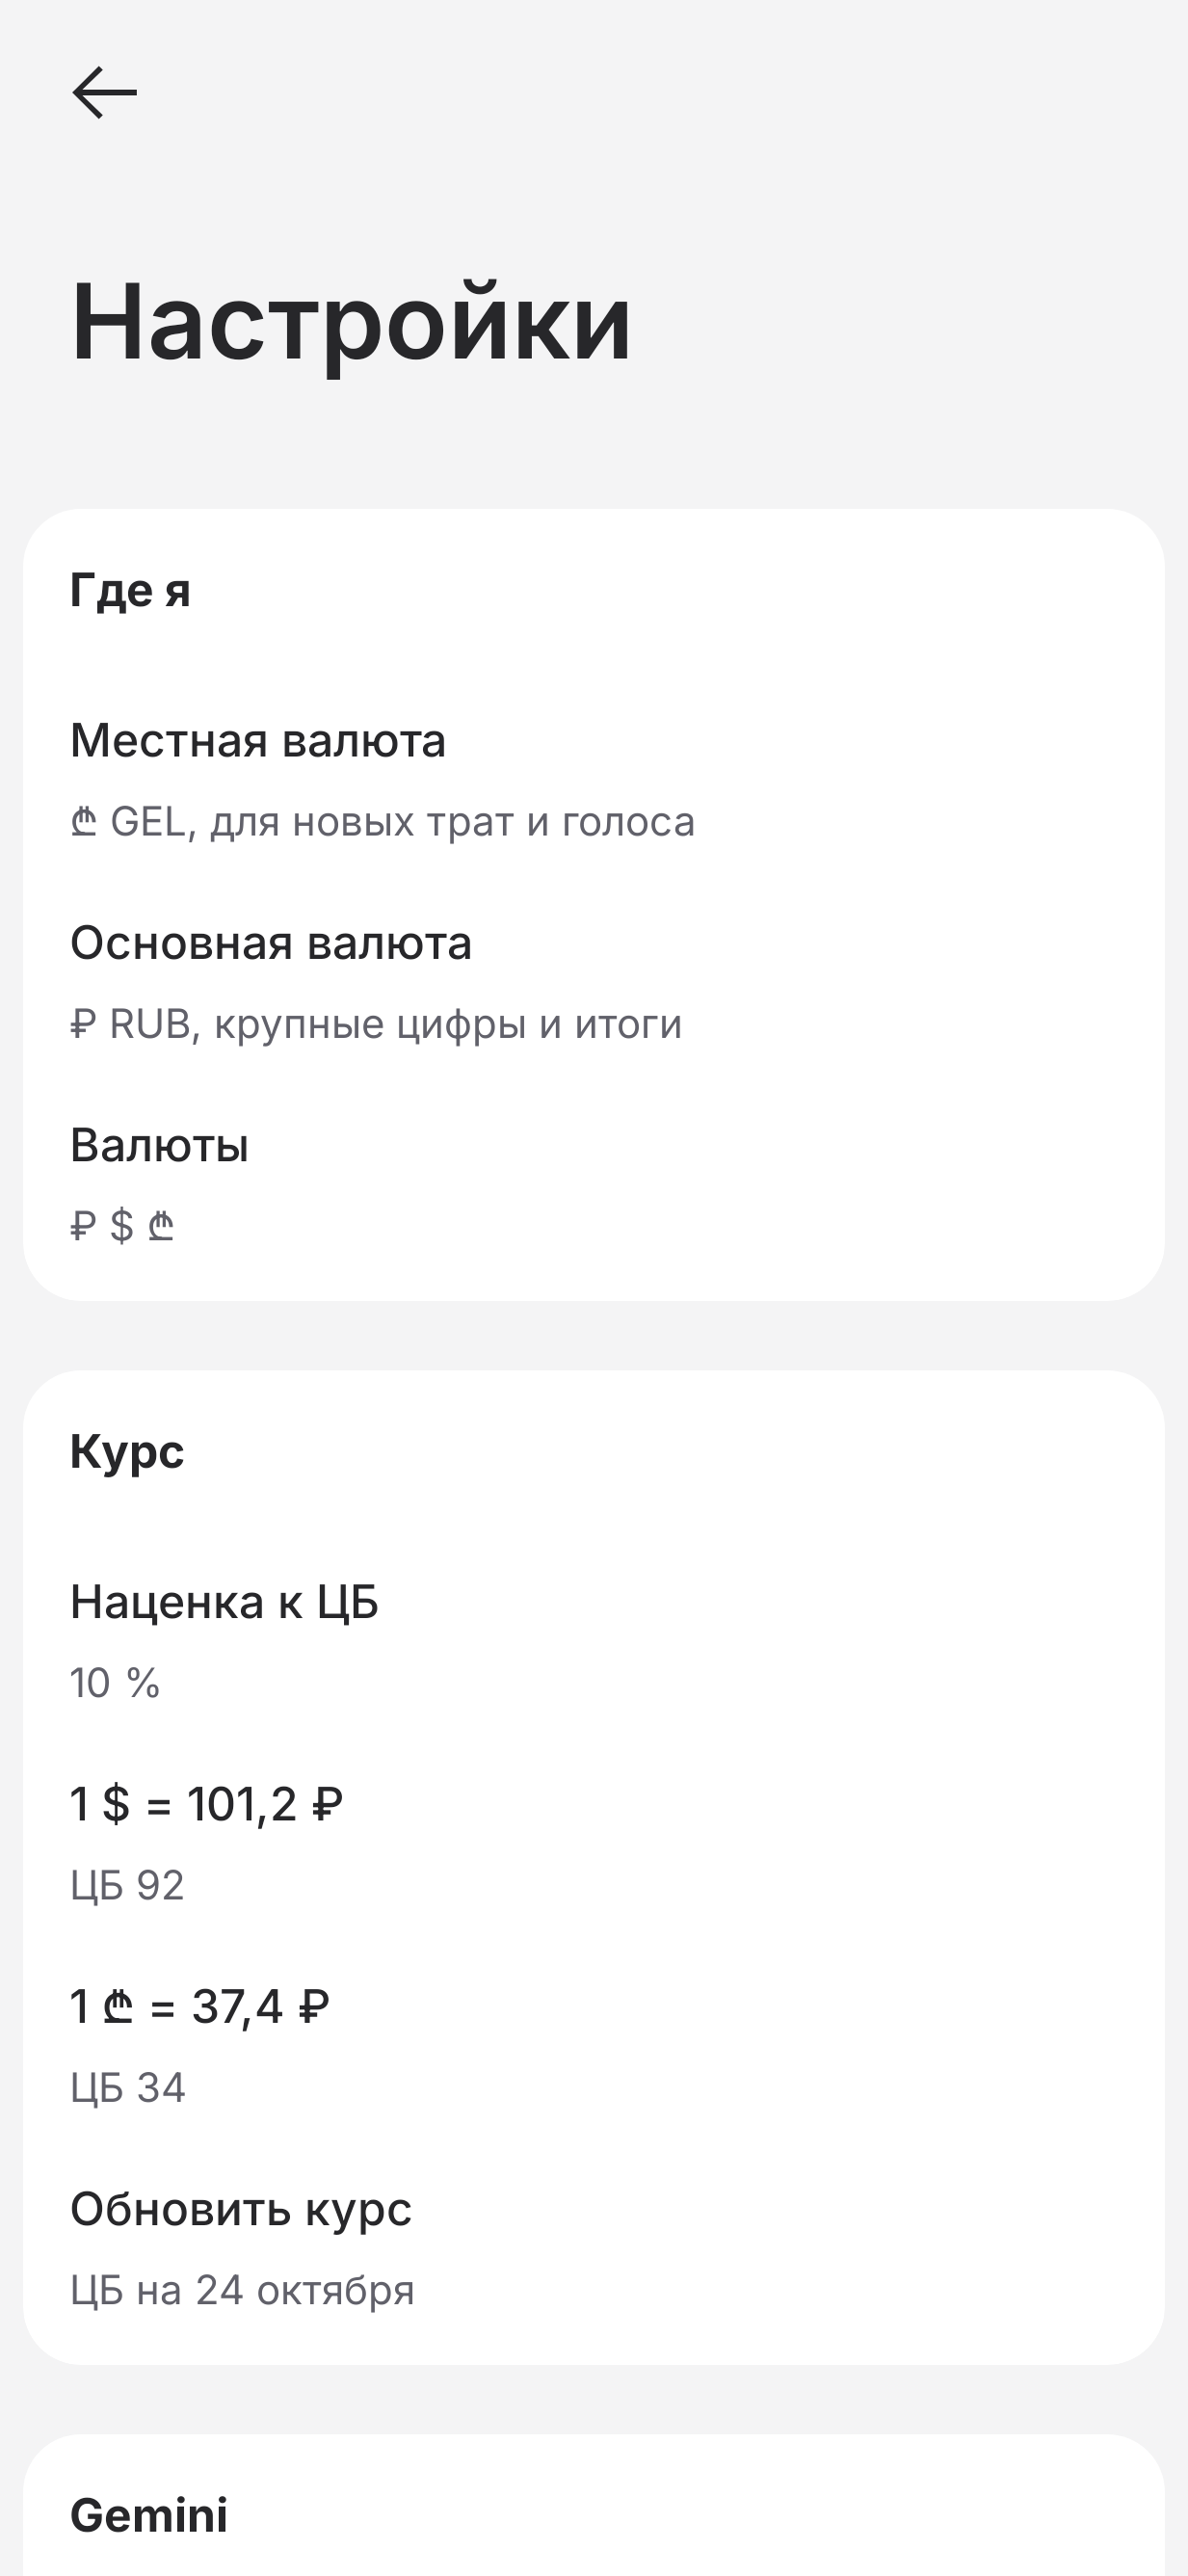 Настройки
Где я
Местная валюта
₾ GEL, для новых трат и голоса
Основная валюта
₽ RUB, крупные цифры и итоги
Валюты
₽ $ ₾
Курс
Наценка к ЦБ
10 %
1 $ = 101,2 ₽
ЦБ 92
1 ₾ = 37,4 ₽
ЦБ 34
Обновить курс
ЦБ на 24 октября
Gemini